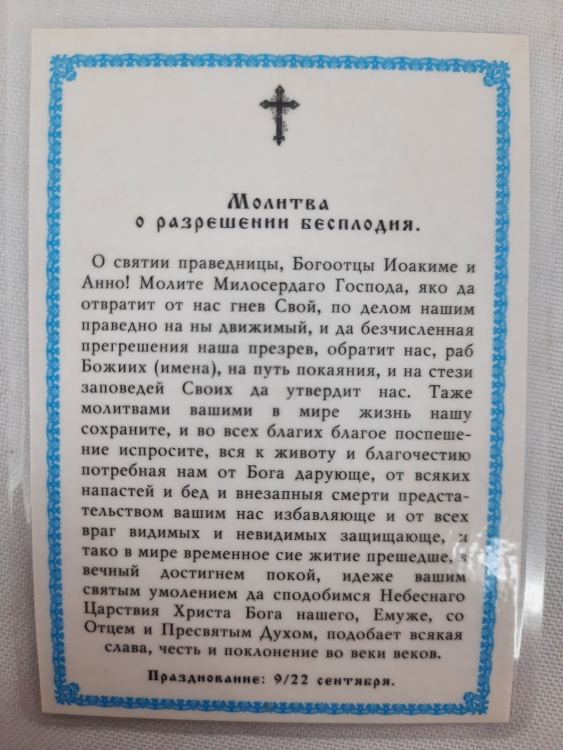 Молитва
о разрешении бесплодия.
О святии праведницы, Богоотцы Иоакиме и
Анно! Молите Милосердаго Господа, яко да
отвратит от нас гнев Свой, по делом нашим
праведно на ны движимый, и да безчисленная
прегрешения наша презрев, обратит нас, раб
Божиих (имена), на путь покаяния, и на стези
заповедей Своих да утвердит нас. Таже
молитвами вашими в мире жизнь нашу
сохраните, и во всех благих благое поспеше-
ние испросите, вся к животу и благочестию
потребная нам от Бога дарующе, от всяких
напастей и бед и внезапныя смерти предста-
тельством вашим нас избавляюще и от всех
враг видимых и невидимых защищающе, и
тако в мире временное сие житие прешедше, в
вечный достигнем покой, идеже вашим
святым умолением да сподобимся Небеснаго
Царствия Христа Бога нашего, Емуже, со
Отцем и Пресвятым Духом, подобает всякая
слава, честь и поклонение во веки веков.
Празднование: 9/22 сентября.